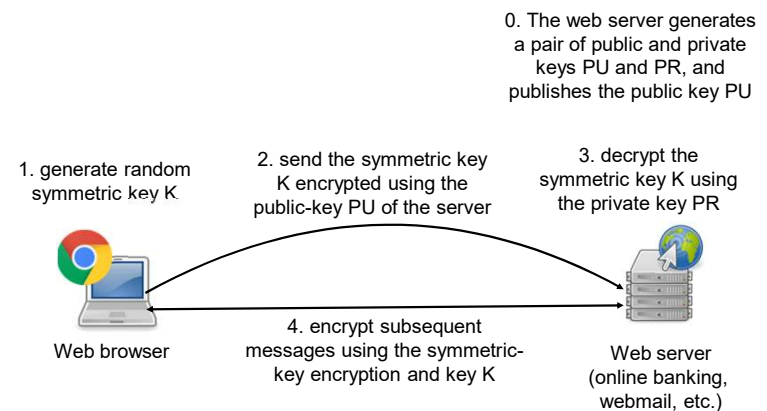 0. The web server generates
a pair of public and private
keys PU and PR, and
publishes the public key PU
1. generate random
symmetric key K
2. send the symmetric key
K encrypted using the
public-key PU of the server
3. decrypt the
symmetric key K using
the private key PR
4. encrypt subsequent
messages using the symmetric-
key encryption and key K
Web browser
Web server
(online banking,
webmail, etc.)